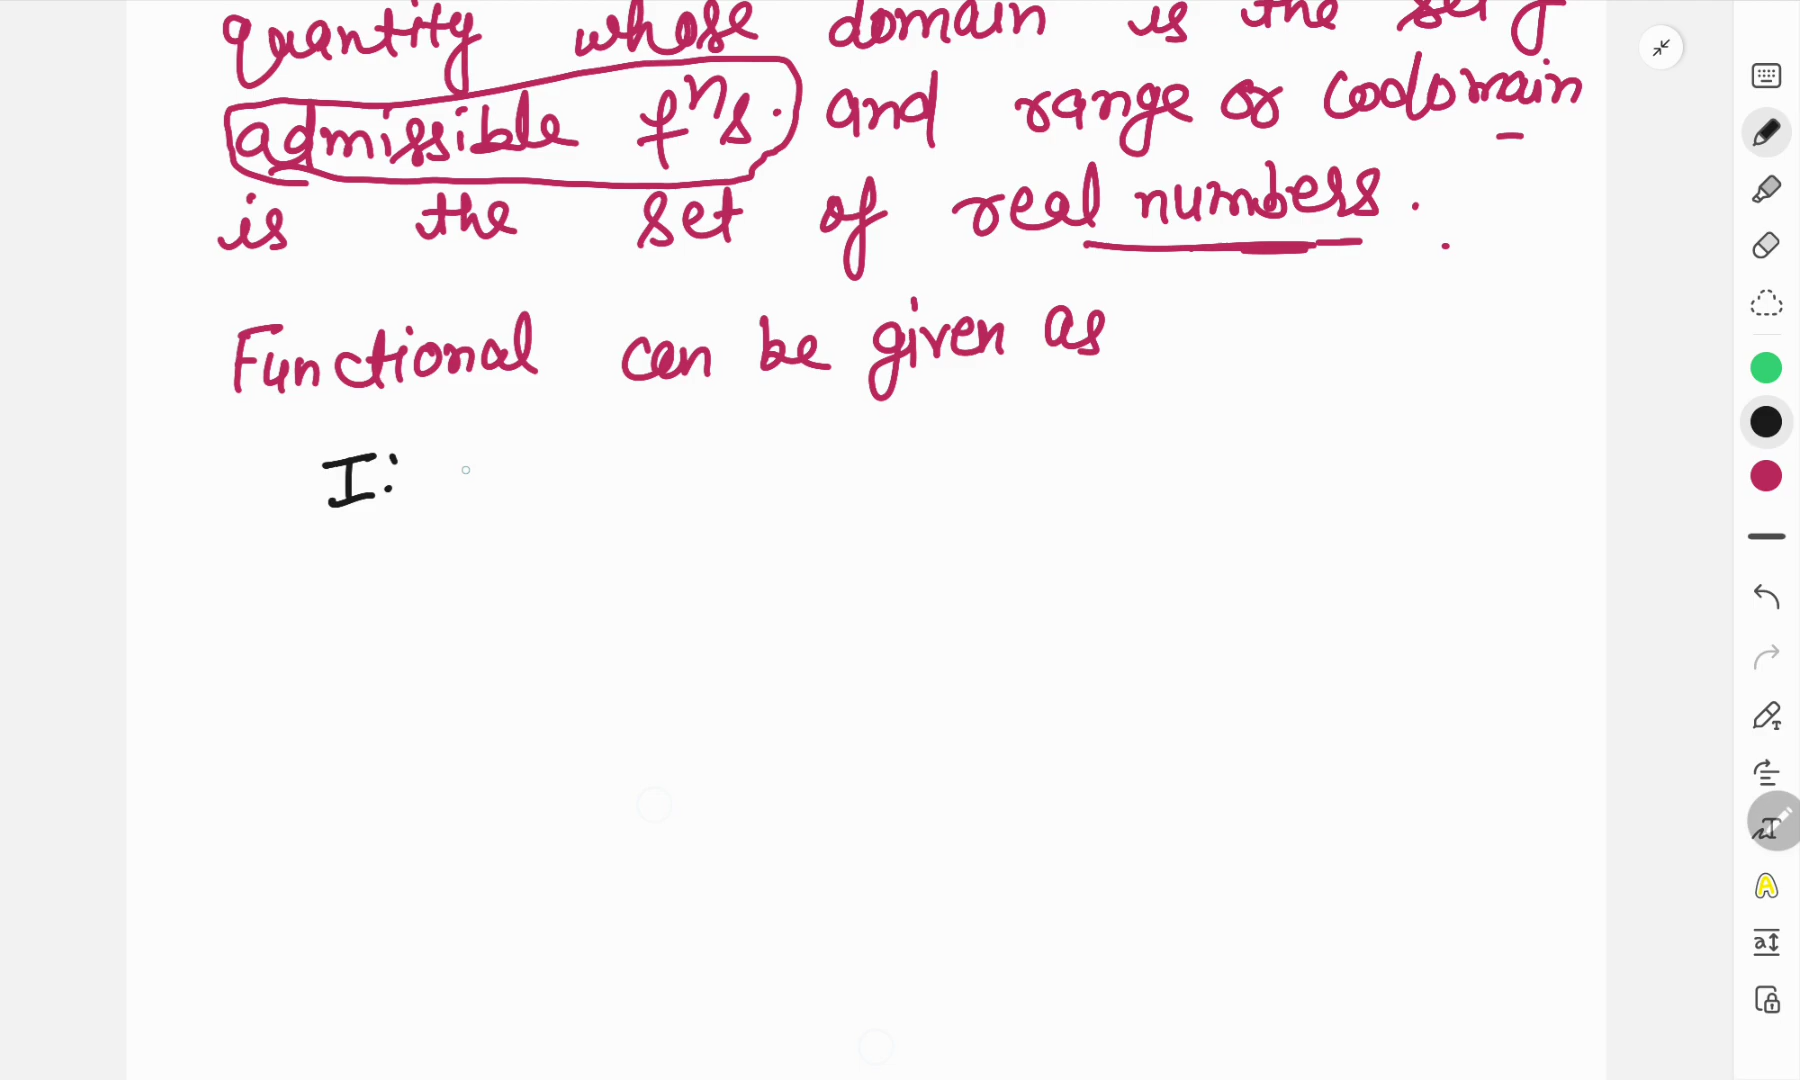 quantity whose domain is the set of
admissible fⁿs. and range or codomain
is the set of real numbers.
Functional can be given as
I: